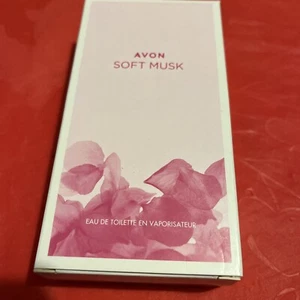 AVON
SOFT MUSK
EAU DE TOILETTE EN VAPORISATEUR